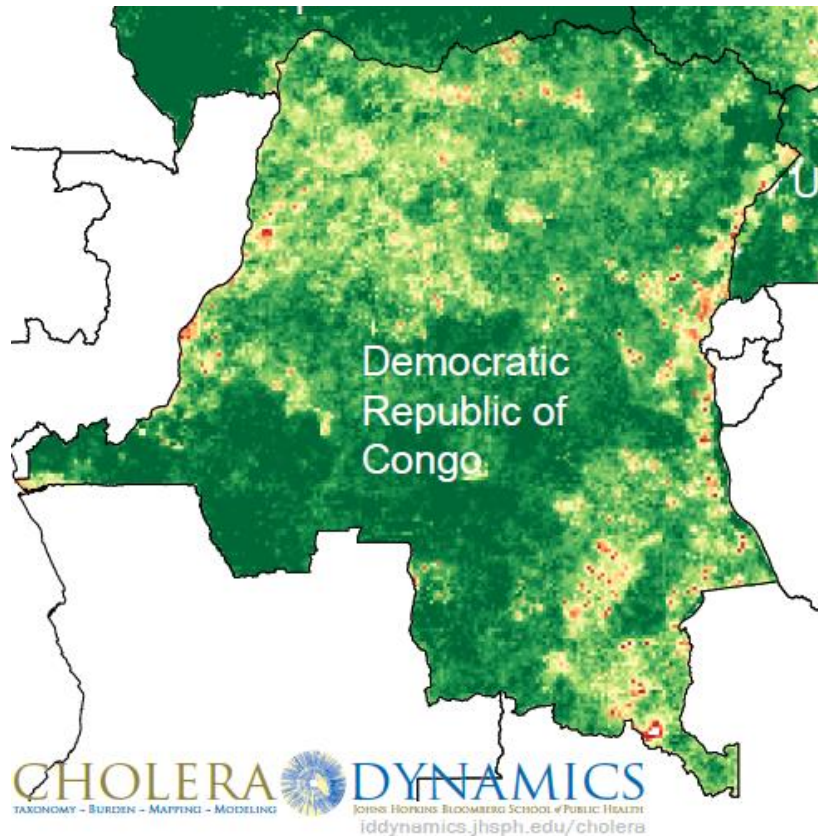 U
Democratic
Republic of
Congo
CHOLERA DYNAMICS
TAXONOMY - BURDEN - MAPPING - MODELING JOHNS HOPKINS BLOOMBERG SCHOOL of PUBLIC HEALTH
iddynamics.jhsph.edu/cholera